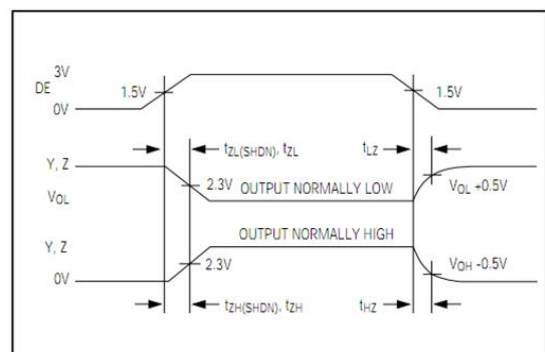 3V
DE
1.5V
1.5V
0V
tZL(SHDN), tZL
tLZ
Y, Z
2.3V
OUTPUT NORMALLY LOW
VOL +0.5V
VOL
OUTPUT NORMALLY HIGH
Y, Z
2.3V
VOH -0.5V
0V
tZH(SHDN), tZH
tHZ